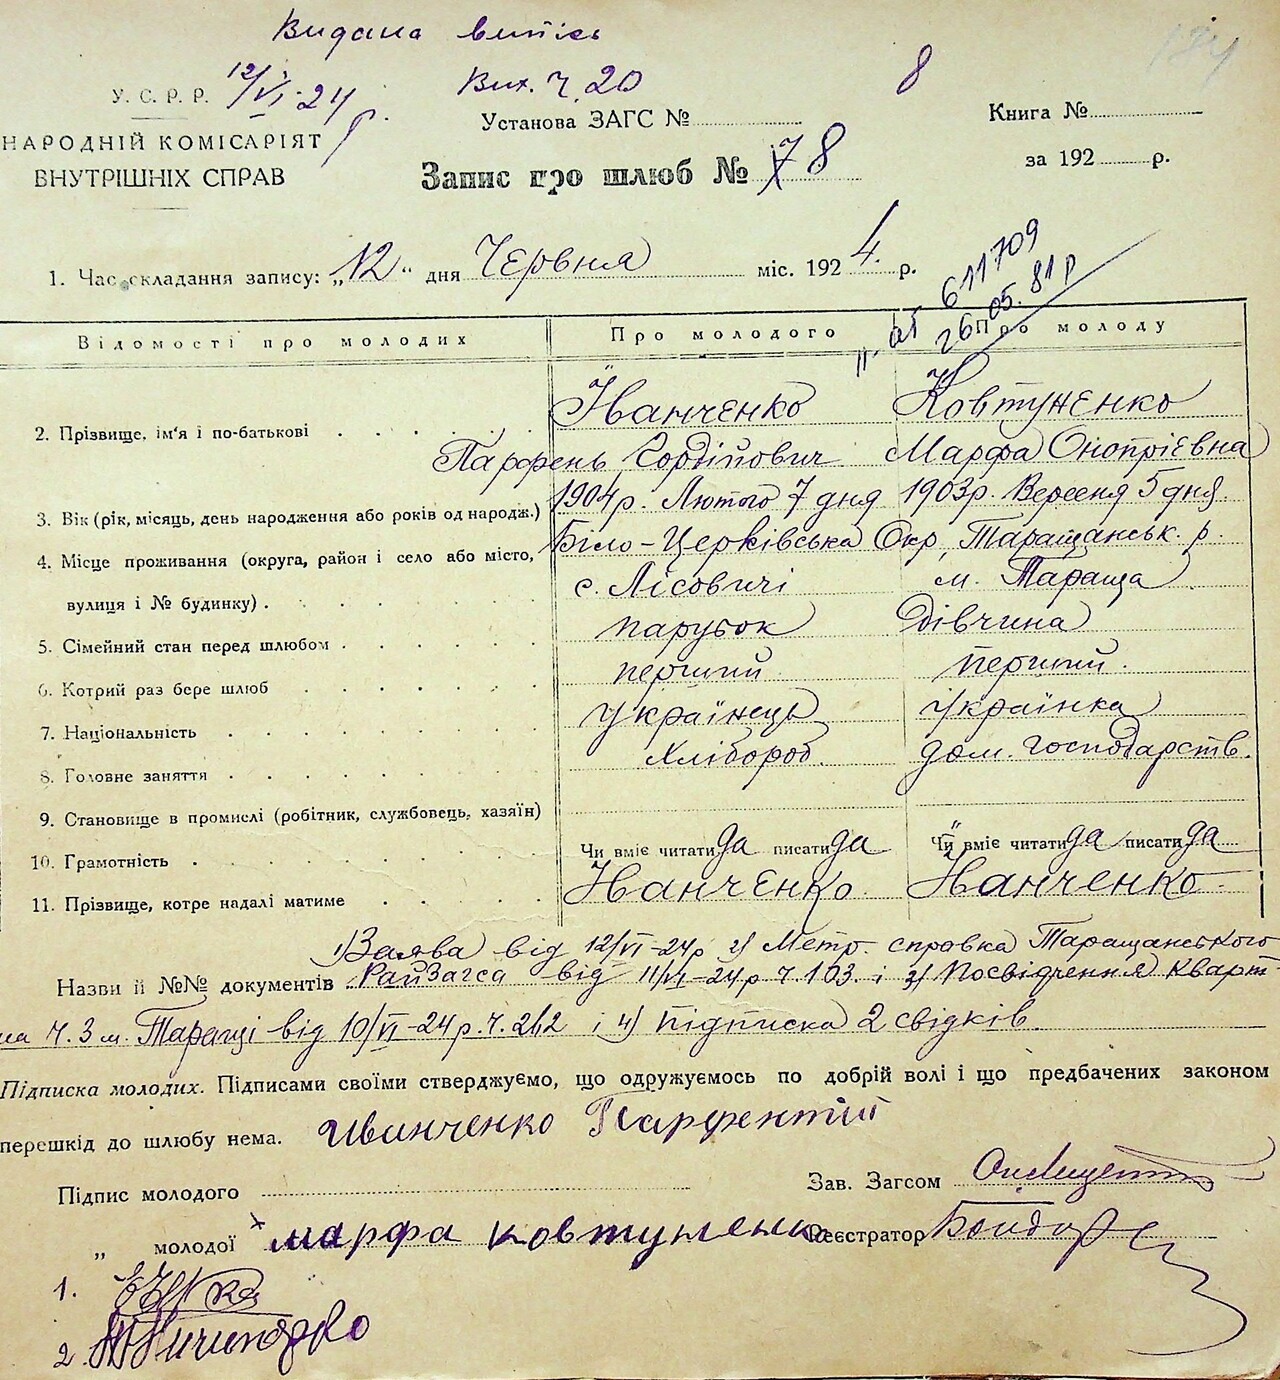 Видана випісь
12/VI-24 р. Вих. ч. 20
8
У. С. Р. Р.
Установа ЗАГС №
Книга №
НАРОДНІЙ КОМІСАРІЯТ
ВНУТРІШНІХ СПРАВ
Запис про шлюб № 78
за 192 р.
1. Час складання запису: „12" дня Червня міс. 1924. р.
611709
26 05. 81 р
Відомості про молодих Про молодого Про молоду
2. Прізвище, ім'я і по-батькові Іванченко Ковтуненко
Парфень Гордійович Марфа Онопрієвна
3. Вік (рік, місяць, день народження або років од народж.) 1904 р. Лютого 7 дня 1903 р. Вересня 5 дня.
4. Місце проживання (округа, район і село або місто, Біло-Церківська Окр, Таращанськ. р.
вулиця і № будинку). с. Лісовичі м. Тараща
5. Сімейний стан перед шлюбом парубок Дівчина
6. Котрий раз бере шлюб перший перший.
7. Національність Українець Українка
8. Головне заняття Хлібороб. дом. господарств.
9. Становище в промислі (робітник, службовець, хазяїн)
10. Грамотність Чи вміє читати да писати да Чи вміє читати да писати да
11. Прізвище, котре надалі матиме Іванченко. Іванченко.
1) Заява від 12/VI-24 р 2) Метр. справка Таращанського
Назви й №№ документів РайЗагса від 11/VI-24 р ч. 103. і 3) Посвідчення Кварт-
на ч. 3 м. Таращі від 10/VI-24 р. ч. 212 і 4) підписка 2 свідків.
Підписка молодих. Підписами своїми стверджуємо, що одружуємось по добрій волі і що предбачених законом
перешкід до шлюбу нема. Иванченко Парфентий
Підпис молодого Зав. Загсом
„ молодої Марфа Ковтуненко Реєстратор Бондар
1.
2.